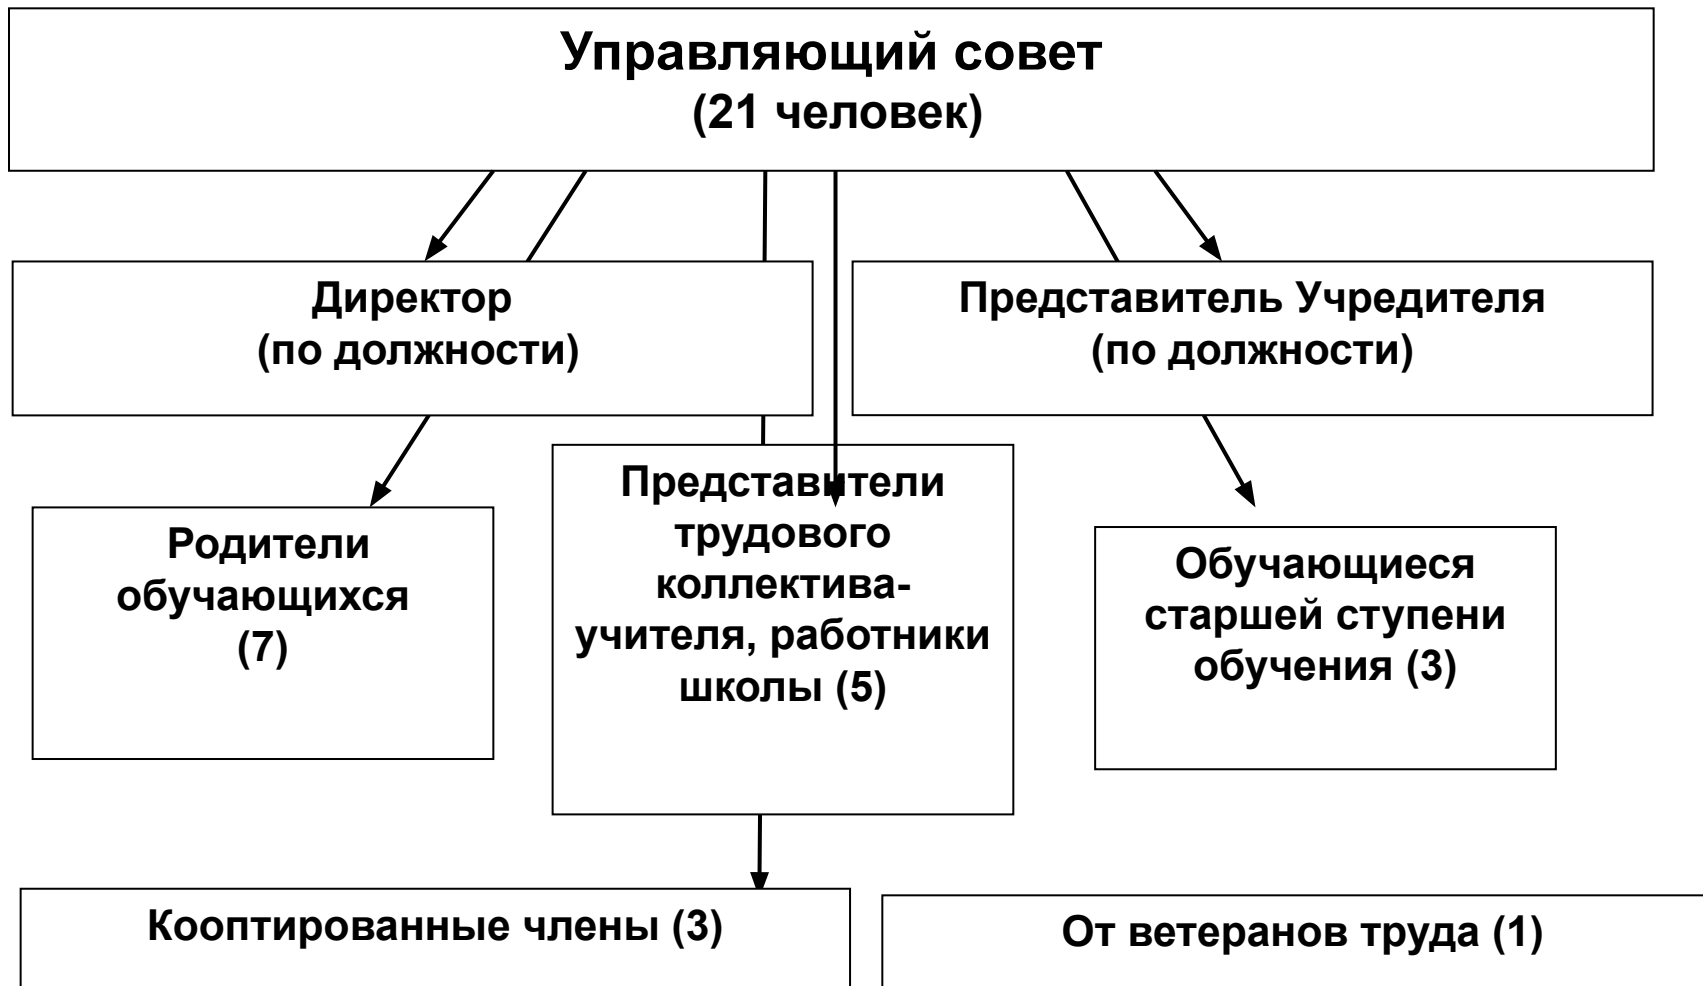 Управляющий совет
(21 человек)
Директор
(по должности)
Представитель Учредителя
(по должности)
Родители
обучающихся
(7)
Представители
трудового
коллектива-
учителя, работники
школы (5)
Обучающиеся
старшей ступени
обучения (3)
Кооптированные члены (3)
От ветеранов труда (1)